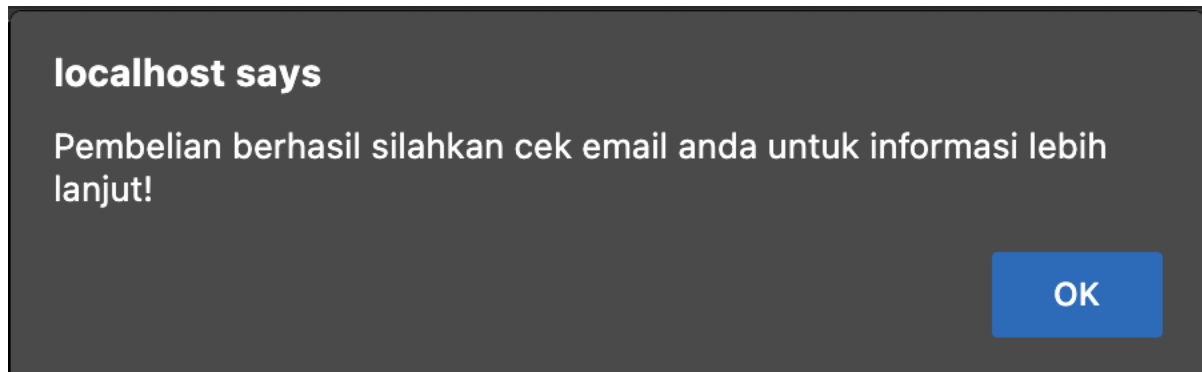 localhost says
Pembelian berhasil silahkan cek email anda untuk informasi lebih
lanjut!
OK